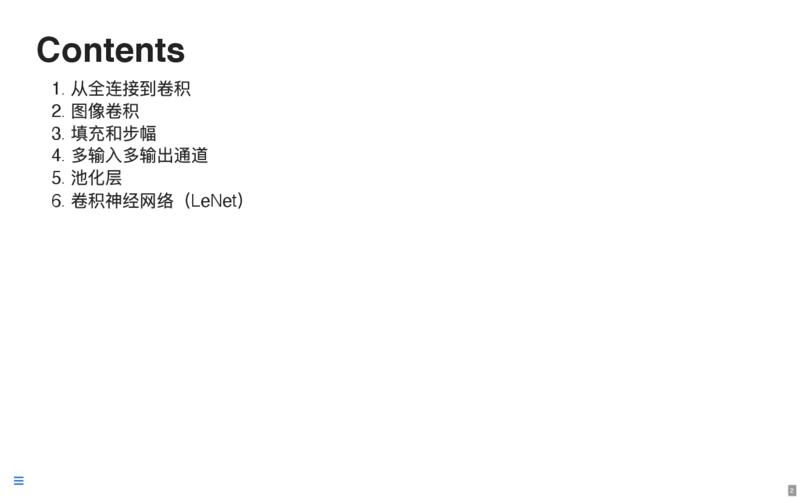 Contents
1. 从全连接到卷积
2. 图像卷积
3. 填充和步幅
4. 多输入多输出通道
5. 池化层
6. 卷积神经网络（LeNet）
2